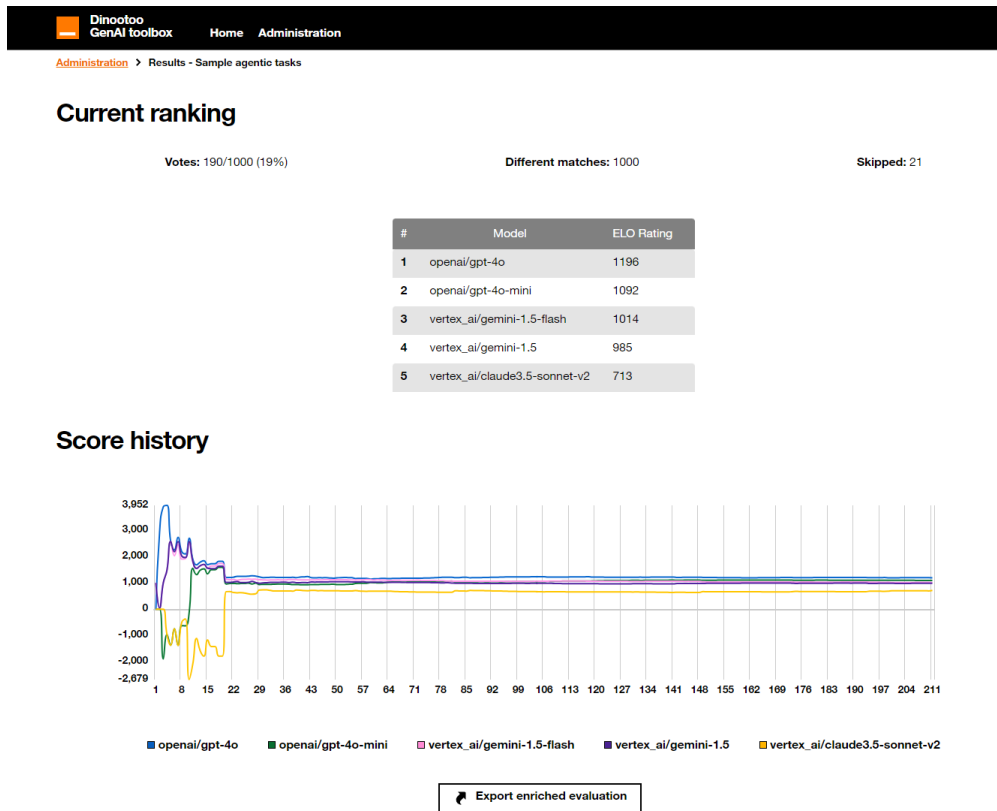 Dinootoo
GenAI toolbox Home Administration
Administration > Results - Sample agentic tasks
Current ranking
Votes: 190/1000 (19%) Different matches: 1000 Skipped: 21
# Model ELO Rating
1 openai/gpt-4o 1196
2 openai/gpt-4o-mini 1092
3 vertex_ai/gemini-1.5-flash 1014
4 vertex_ai/gemini-1.5 985
5 vertex_ai/claude3.5-sonnet-v2 713
Score history
3,952
3,000
2,000
1,000
0
-1,000
-2,000
-2,679
1 8 15 22 29 36 43 50 57 64 71 78 85 92 99 106 113 120 127 134 141 148 155 162 169 176 183 190 197 204 211
openai/gpt-4o openai/gpt-4o-mini vertex_ai/gemini-1.5-flash vertex_ai/gemini-1.5 vertex_ai/claude3.5-sonnet-v2
Export enriched evaluation